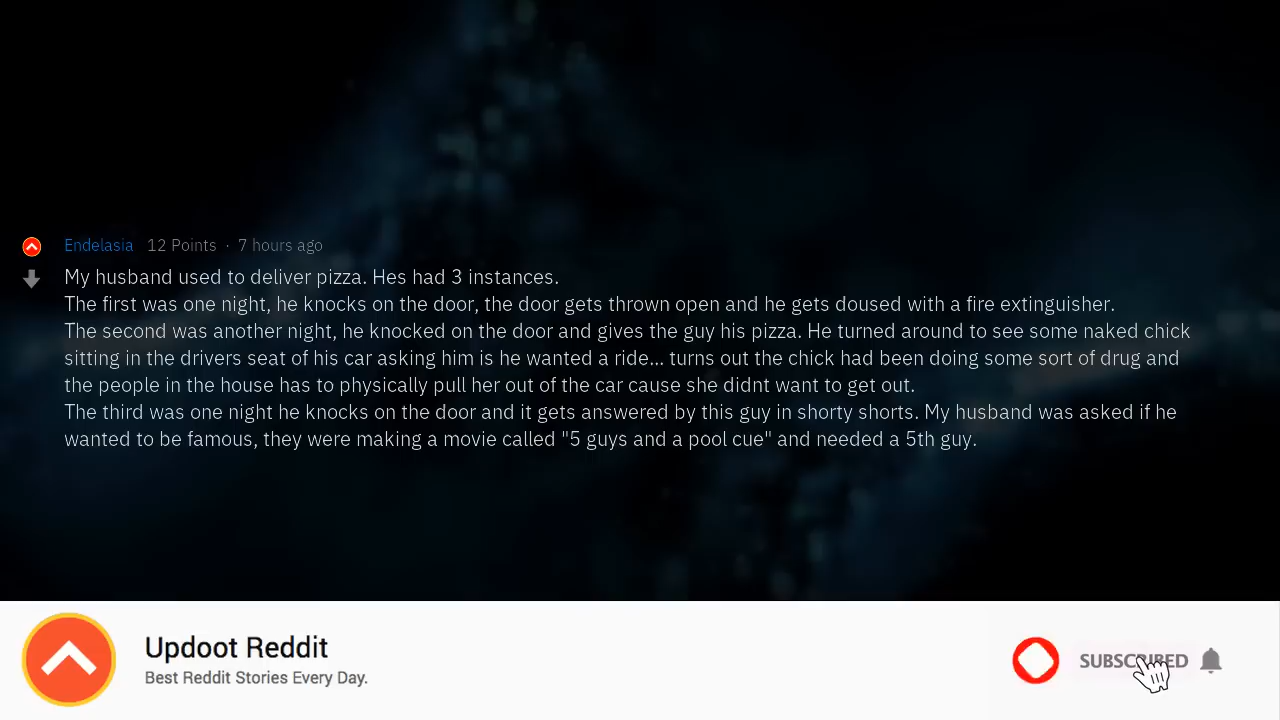 Endelasia 12 Points · 7 hours ago
My husband used to deliver pizza. Hes had 3 instances.
The first was one night, he knocks on the door, the door gets thrown open and he gets doused with a fire extinguisher.
The second was another night, he knocked on the door and gives the guy his pizza. He turned around to see some naked chick
sitting in the drivers seat of his car asking him is he wanted a ride... turns out the chick had been doing some sort of drug and
the people in the house has to physically pull her out of the car cause she didnt want to get out.
The third was one night he knocks on the door and it gets answered by this guy in shorty shorts. My husband was asked if he
wanted to be famous, they were making a movie called "5 guys and a pool cue" and needed a 5th guy.
Updoot Reddit
Best Reddit Stories Every Day.
SUBSCRIBED